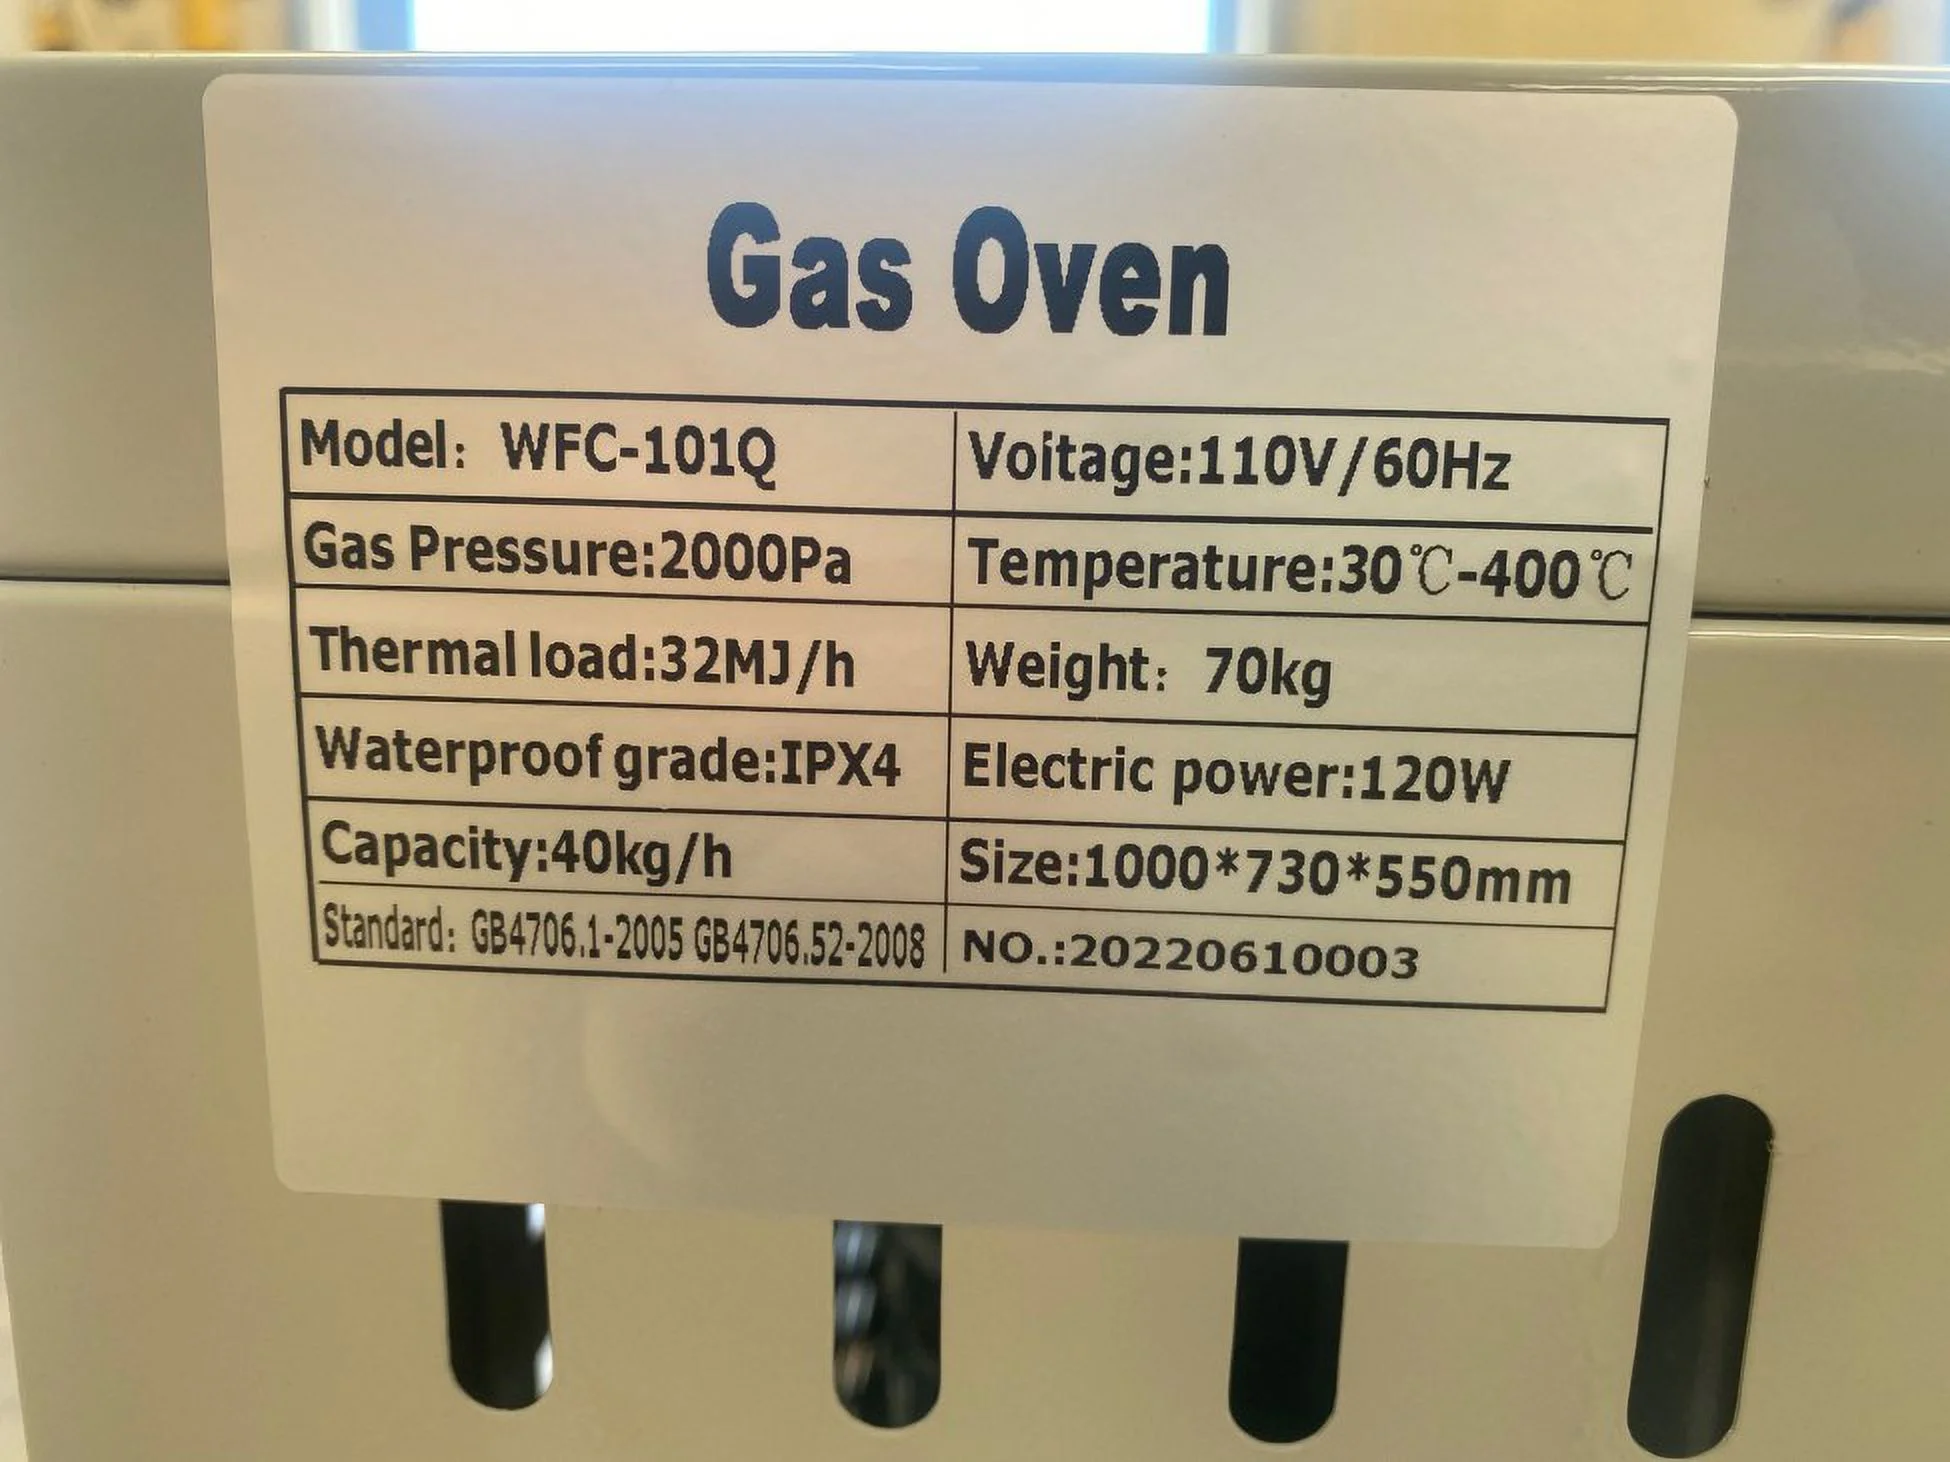 Gas Oven
Model: WFC-101Q
Voitage:110V/60Hz
Gas Pressure:2000Pa
Temperature:30℃-400℃
Thermal load:32MJ/h
Weight: 70kg
Waterproof grade:IPX4
Electric power:120W
Capacity:40kg/h
Size:1000*730*550mm
Standard: GB4706.1-2005 GB4706.52-2008
NO.:20220610003